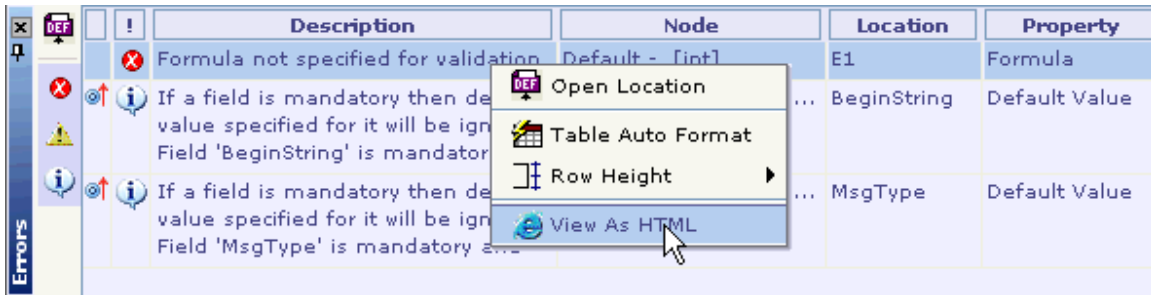 DEF ! Description Node Location Property
Formula not specified for validation Default - [int] E1 Formula
DEF Open Location
If a field is mandatory then de ... BeginString Default Value
value specified for it will be ign
Table Auto Format
Field 'BeginString' is mandator
Row Height
If a field is mandatory then de ... MsgType Default Value
value specified for it will be ign
View As HTML
Field 'MsgType' is mandatory
Errors